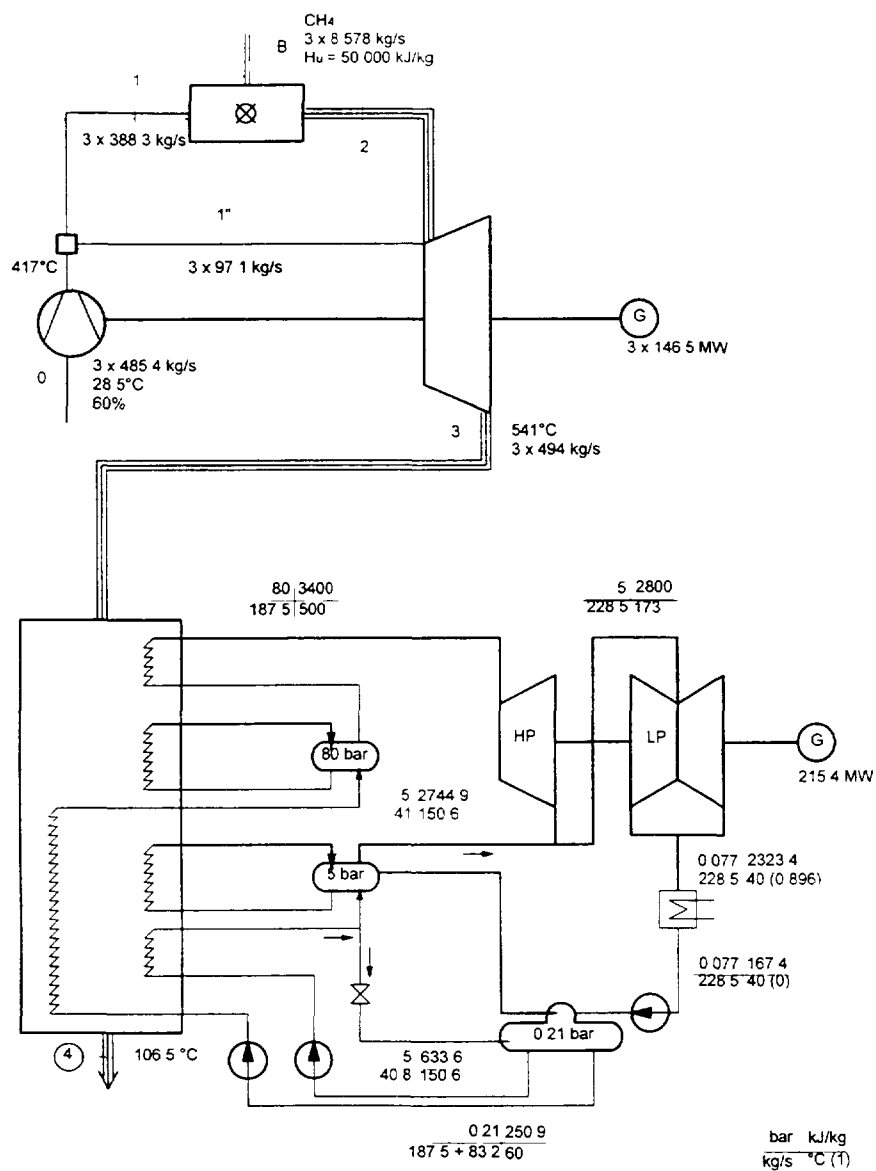 CH4
3 x 8 578 kg/s
Hu = 50 000 kJ/kg
B
1
3 x 388 3 kg/s
2
1"
417°C
3 x 97 1 kg/s
G
3 x 146 5 MW
3 x 485 4 kg/s
28 5°C
60%
0
3
541°C
3 x 494 kg/s
80 3400
187 5 500
5 2800
228 5 173
HP
LP
G
215 4 MW
80 bar
5 2744 9
41 150 6
5 bar
0 077 2323 4
228 5 40 (0 896)
0 077 167 4
228 5 40 (0)
0 21 bar
4
106 5 °C
5 633 6
40 8 150 6
0 21 250 9
187 5 + 83 2 60
bar kJ/kg
kg/s °C (1)